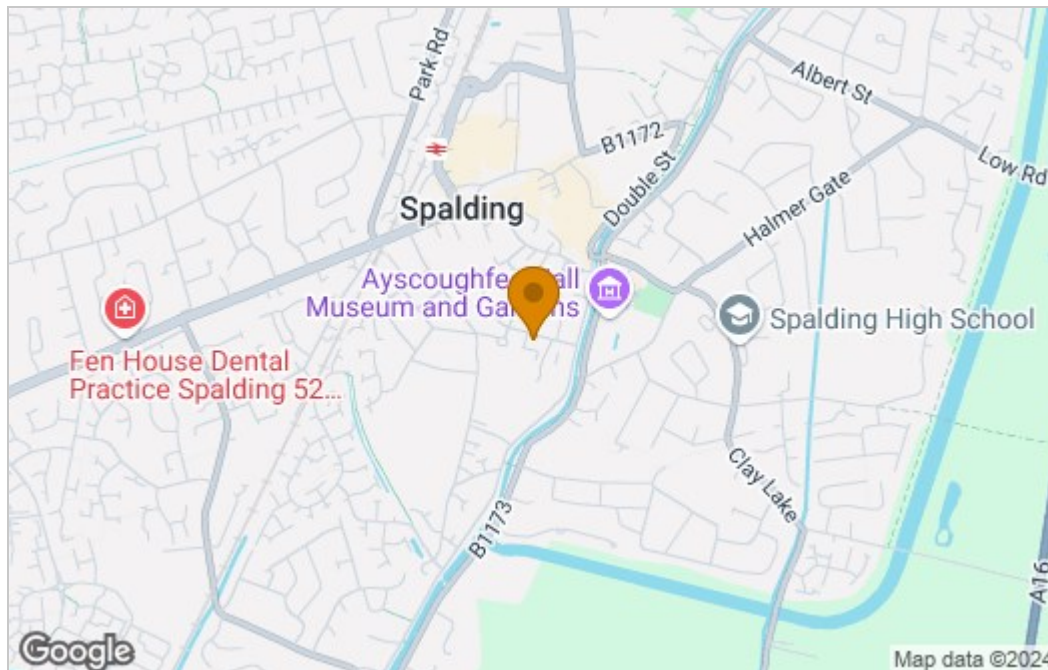 Park Rd
Albert St
B1172
Low Rd
Double St
Halmer Gate
Spalding
Museum and Gardens
Spalding High School
Fen House Dental
Practice Spalding 52...
Clay Lake
B1173
A16
Google
Map data ©2024